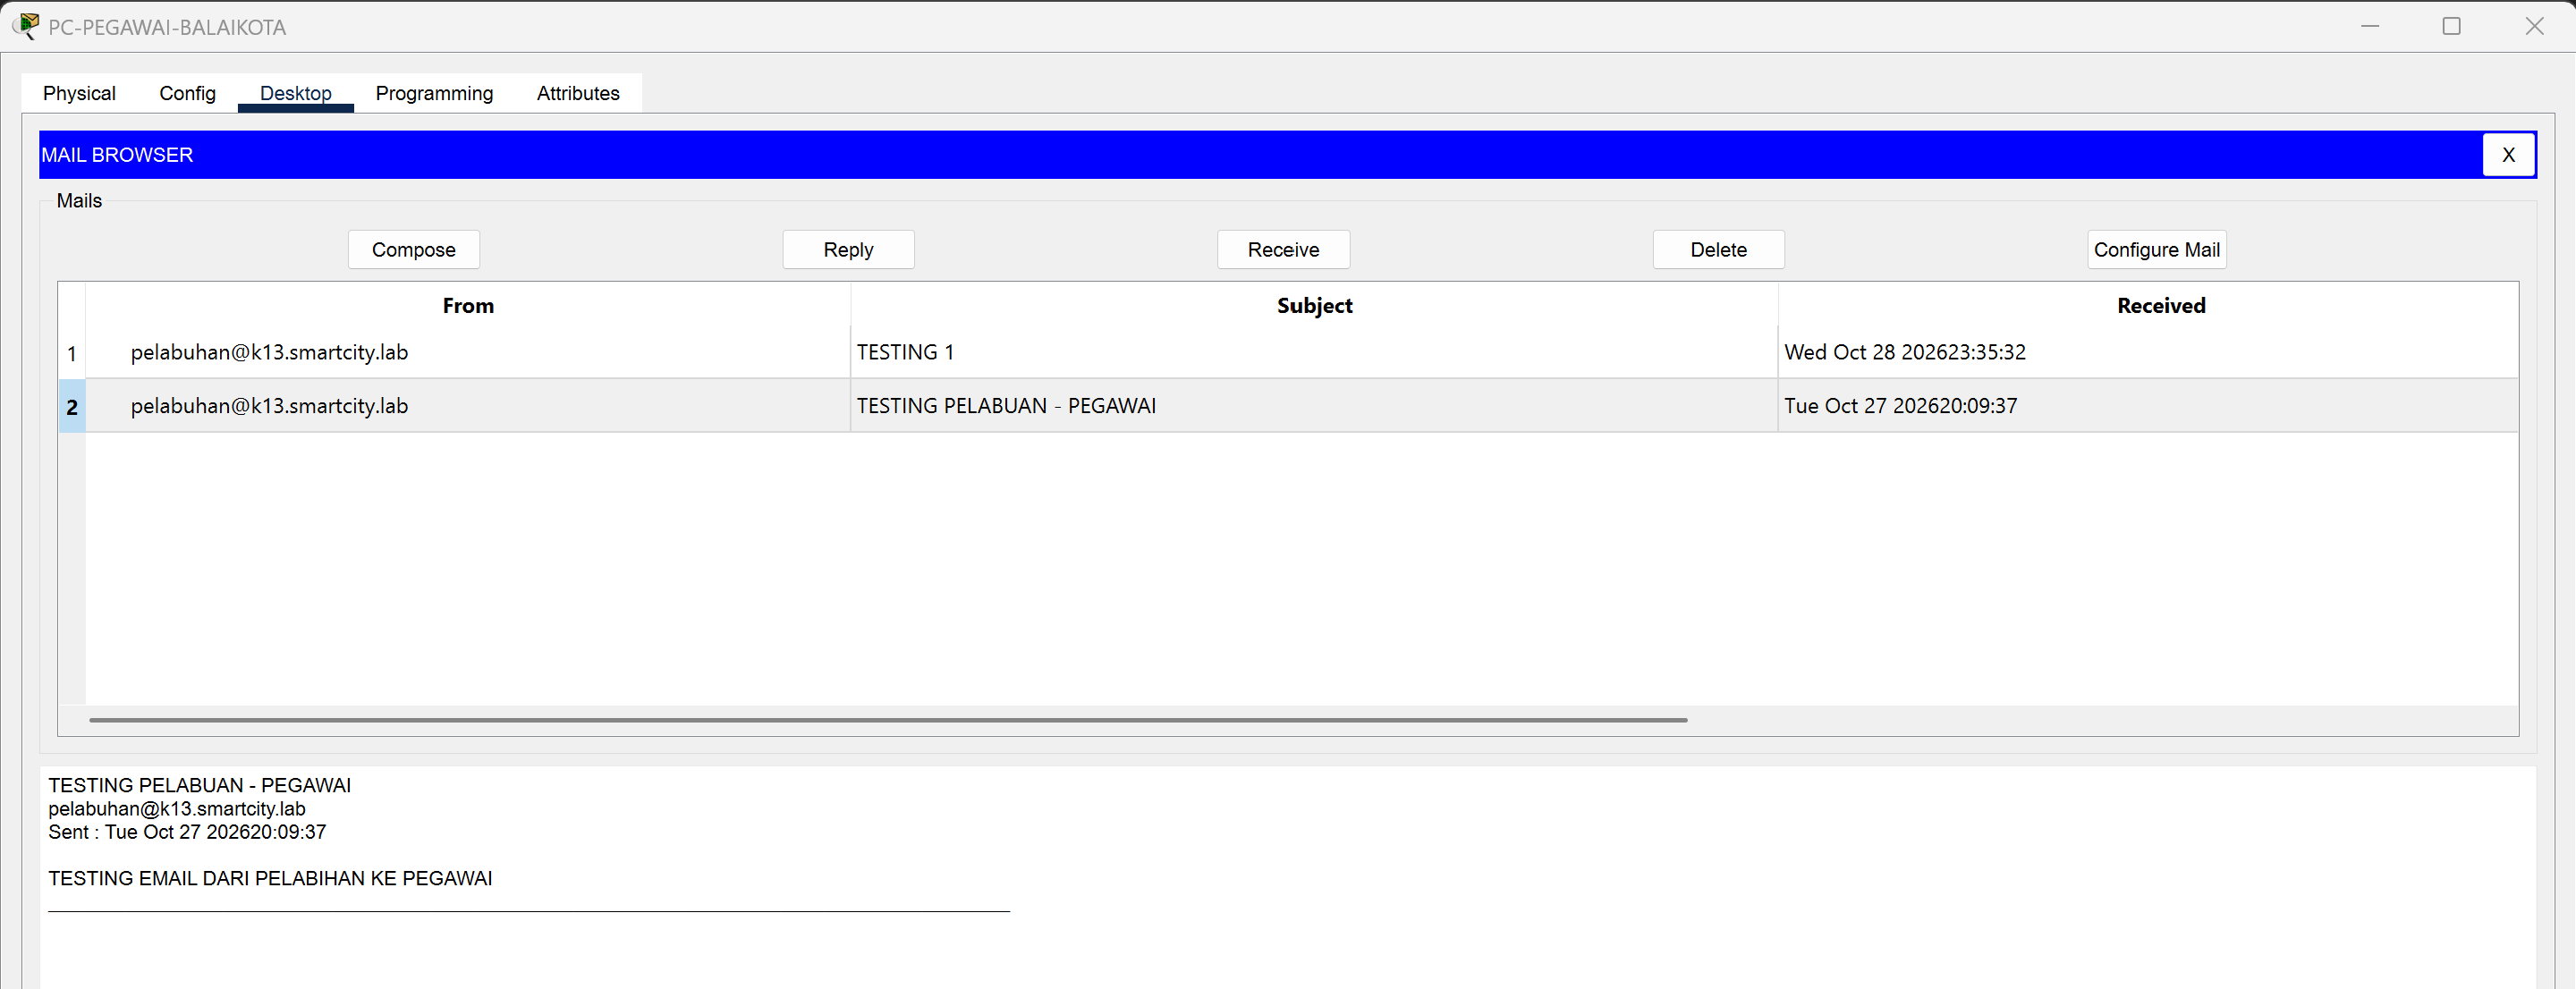 PC-PEGAWAI-BALAIKOTA
Physical Config Desktop Programming Attributes
MAIL BROWSER X
Mails
Compose Reply Receive Delete Configure Mail
From Subject Received
1 pelabuhan@k13.smartcity.lab TESTING 1 Wed Oct 28 202623:35:32
2 pelabuhan@k13.smartcity.lab TESTING PELABUAN - PEGAWAI Tue Oct 27 202620:09:37
TESTING PELABUAN - PEGAWAI
pelabuhan@k13.smartcity.lab
Sent : Tue Oct 27 202620:09:37
TESTING EMAIL DARI PELABIHAN KE PEGAWAI